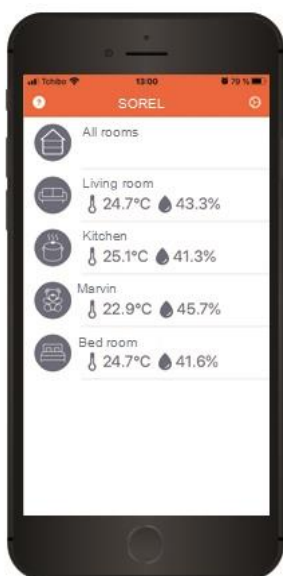 Tchibo 13:00 79 %
SOREL
All rooms
Living room
24.7°C 43.3%
Kitchen
25.1°C 41.3%
Marvin
22.9°C 45.7%
Bed room
24.7°C 41.6%